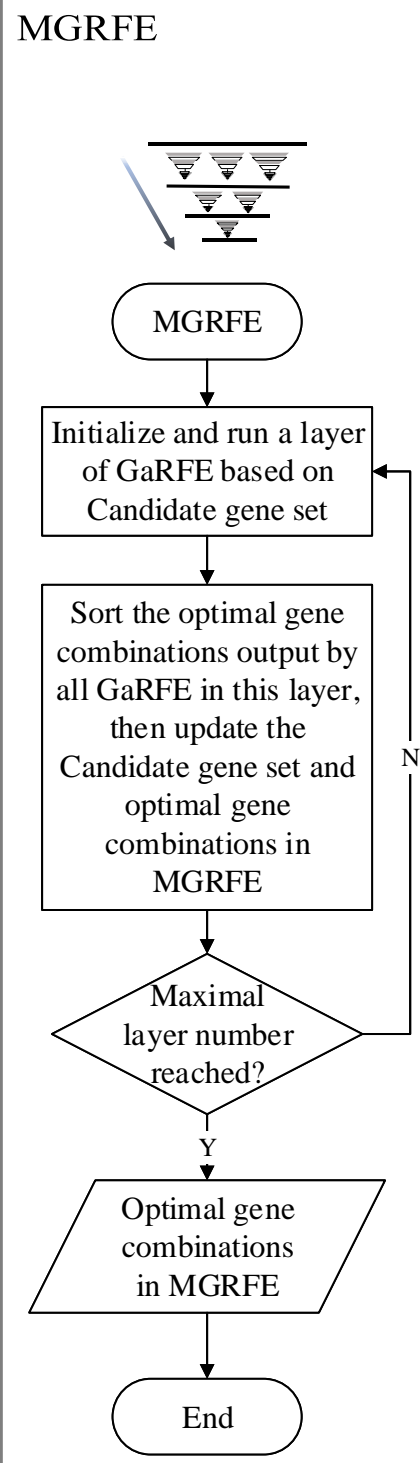 MGRFE
MGRFE
Initialize and run a layer
of GaRFE based on
Candidate gene set
Sort the optimal gene
combinations output by
all GaRFE in this layer,
then update the
Candidate gene set and
optimal gene
combinations in
MGRFE
N
Maximal
layer number
reached?
Y
Optimal gene
combinations
in MGRFE
End